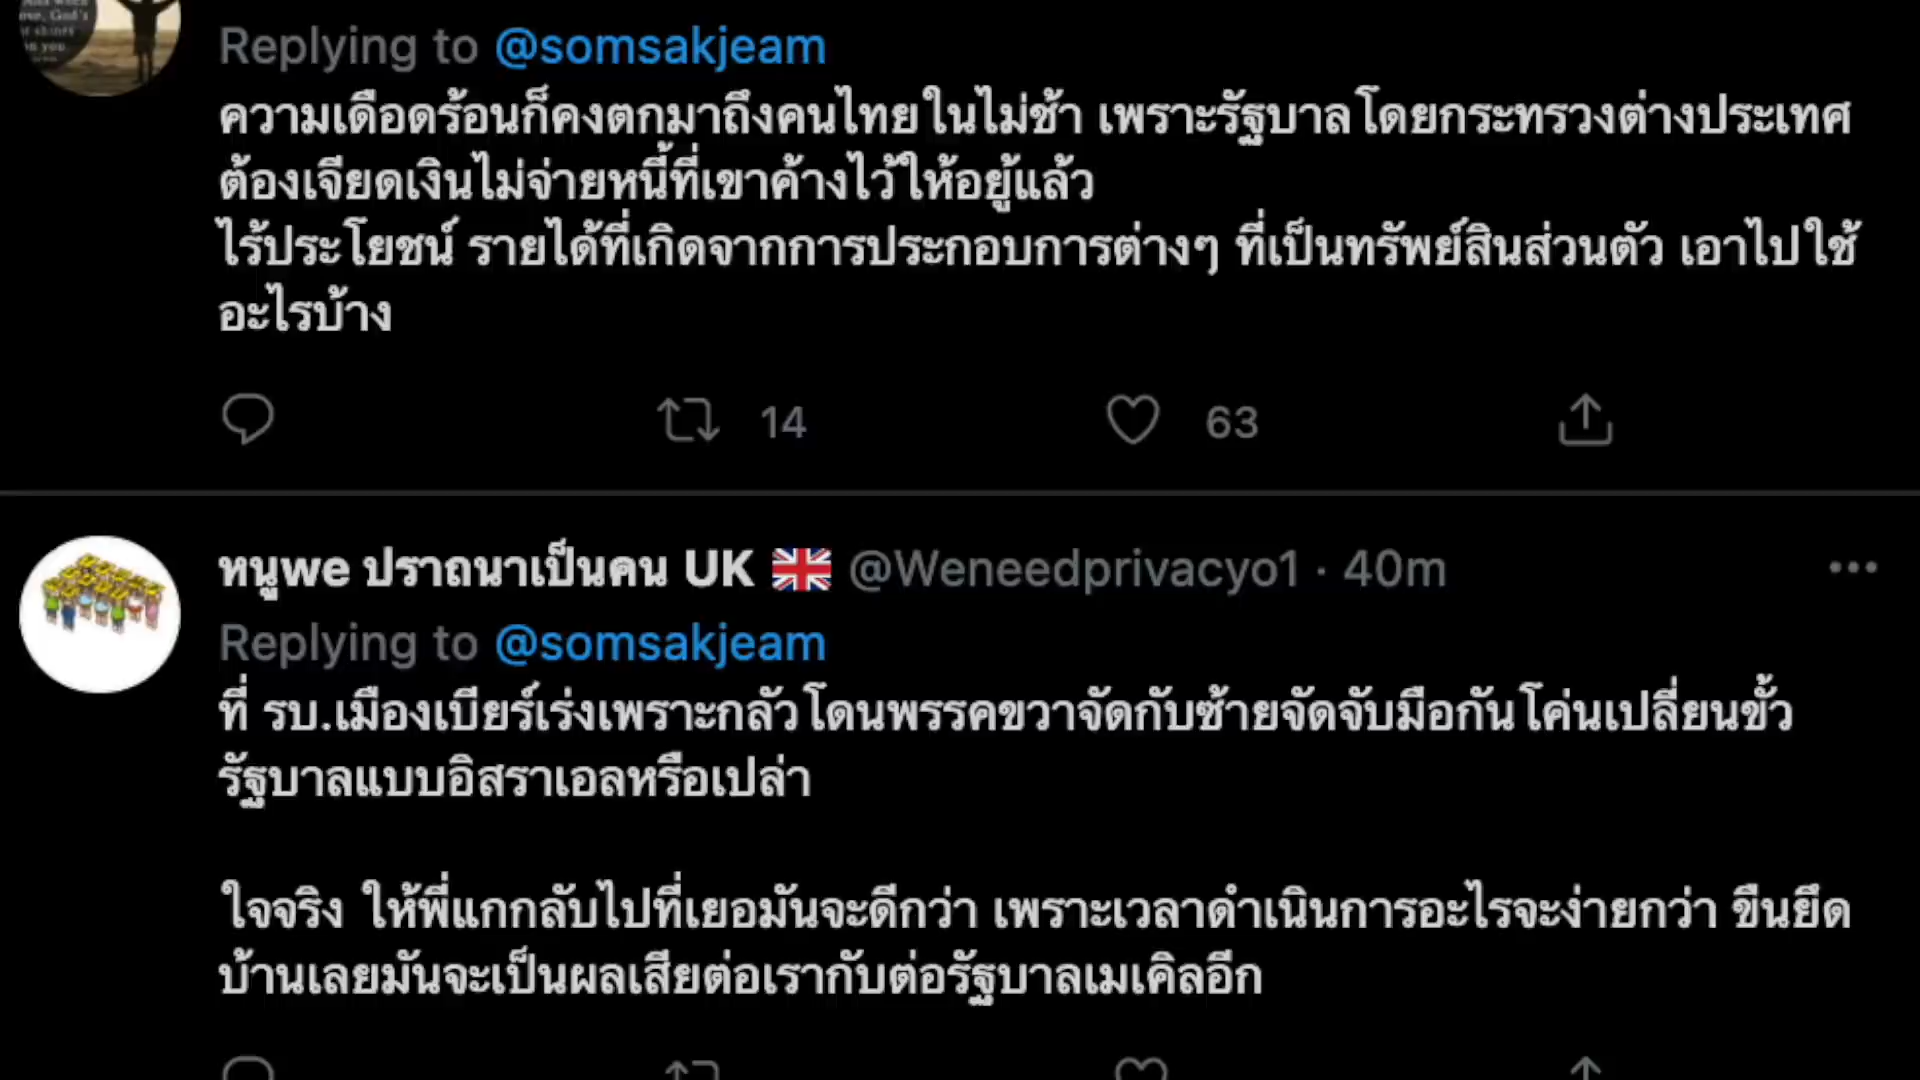 Replying to @somsakjeam
ความเดือดร้อนก็คงตกมาถึงคนไทยในไม่ช้า เพราะรัฐบาลโดยกระทรวงต่างประเทศ
ต้องเจียดเงินไม่จ่ายหนี้ที่เขาค้างไว้ให้อยู่แล้ว
ไร้ประโยชน์ รายได้ที่เกิดจากการประกอบการต่างๆ ที่เป็นทรัพย์สินส่วนตัว เอาไปใช้
อะไรบ้าง
14 63
หนูwe ปราถนาเป็นคน UK 🇬🇧 @Weneedprivacyo1 · 40m
Replying to @somsakjeam
ที่ รบ.เมืองเบียร์เร่งเพราะกลัวโดนพรรคขวาจัดกับซ้ายจัดจับมือกันโค่นเปลี่ยนขั้ว
รัฐบาลแบบอิสราเอลหรือเปล่า
ใจจริง ให้พี่แกกลับไปที่เยอมันจะดีกว่า เพราะเวลาดำเนินการอะไรจะง่ายกว่า ขืนยึด
บ้านเลยมันจะเป็นผลเสียต่อเรากับต่อรัฐบาลเมเคิลอีก